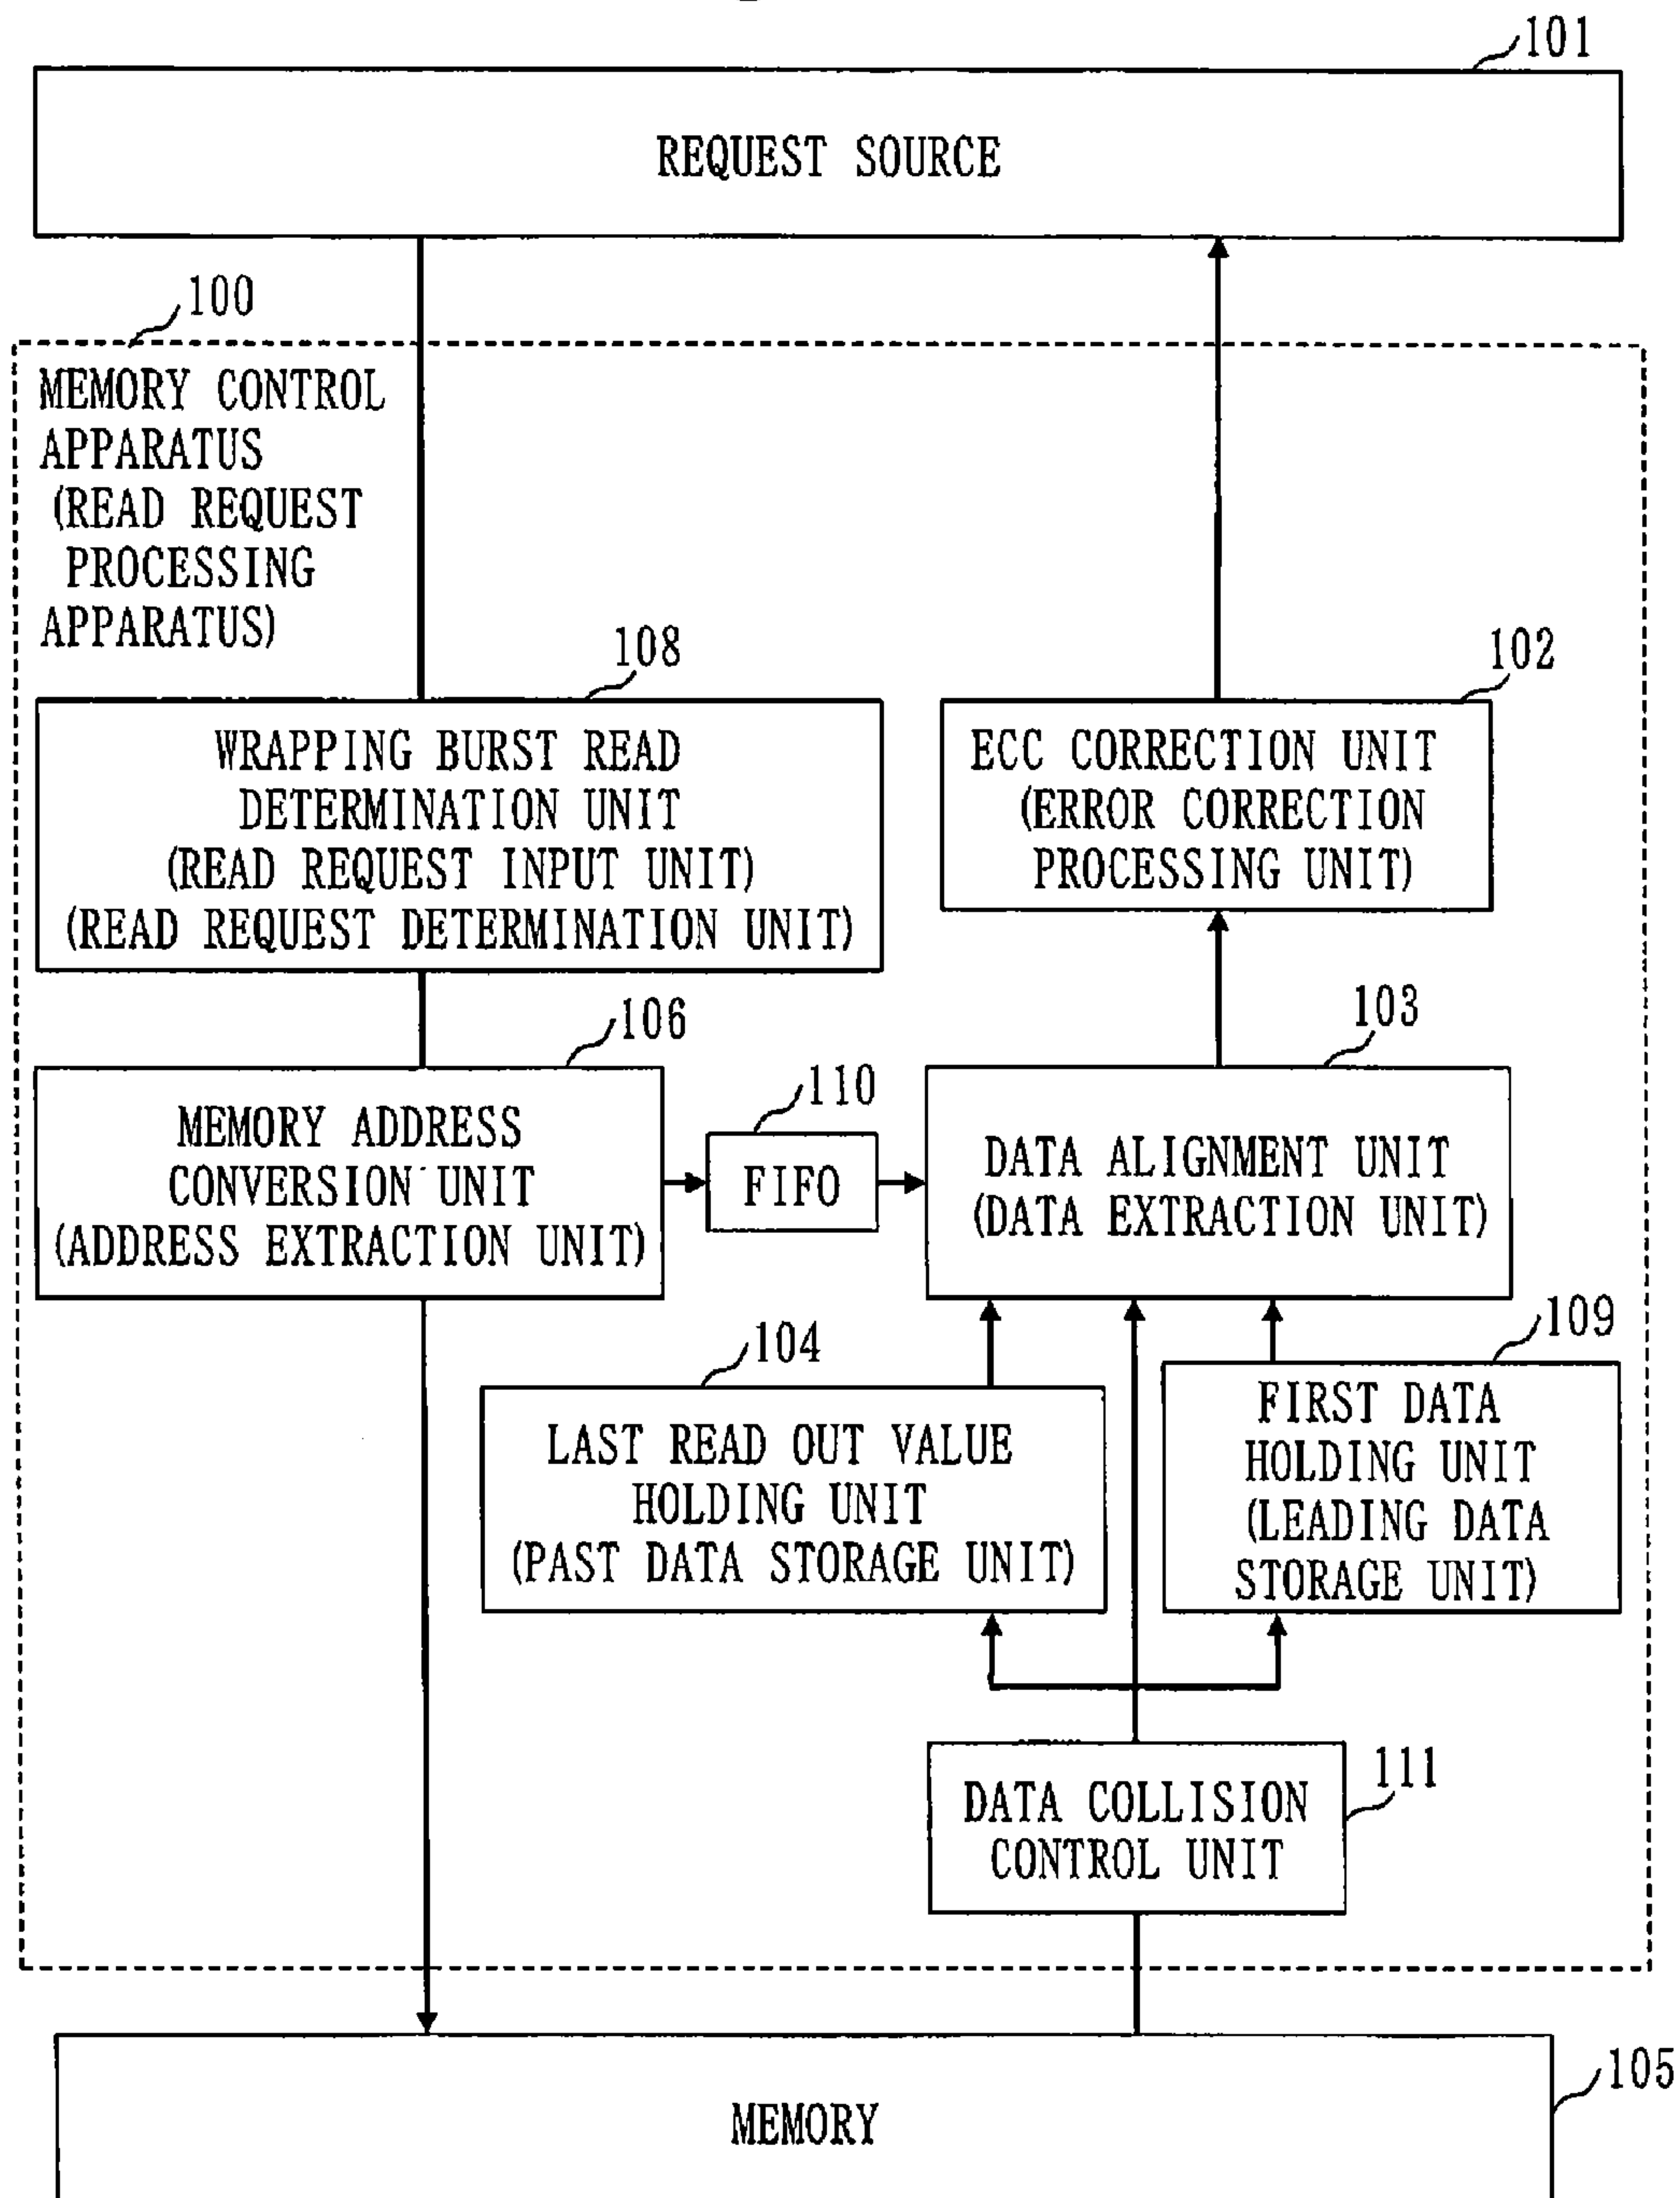 101
REQUEST SOURCE
100
MEMORY CONTROL
APPARATUS
(READ REQUEST
PROCESSING
APPARATUS)
108
WRAPPING BURST READ
DETERMINATION UNIT
(READ REQUEST INPUT UNIT)
(READ REQUEST DETERMINATION UNIT)
102
ECC CORRECTION UNIT
(ERROR CORRECTION
PROCESSING UNIT)
106
MEMORY ADDRESS
CONVERSION UNIT
(ADDRESS EXTRACTION UNIT)
110
FIFO
103
DATA ALIGNMENT UNIT
(DATA EXTRACTION UNIT)
104
LAST READ OUT VALUE
HOLDING UNIT
(PAST DATA STORAGE UNIT)
109
FIRST DATA
HOLDING UNIT
(LEADING DATA
STORAGE UNIT)
111
DATA COLLISION
CONTROL UNIT
105
MEMORY